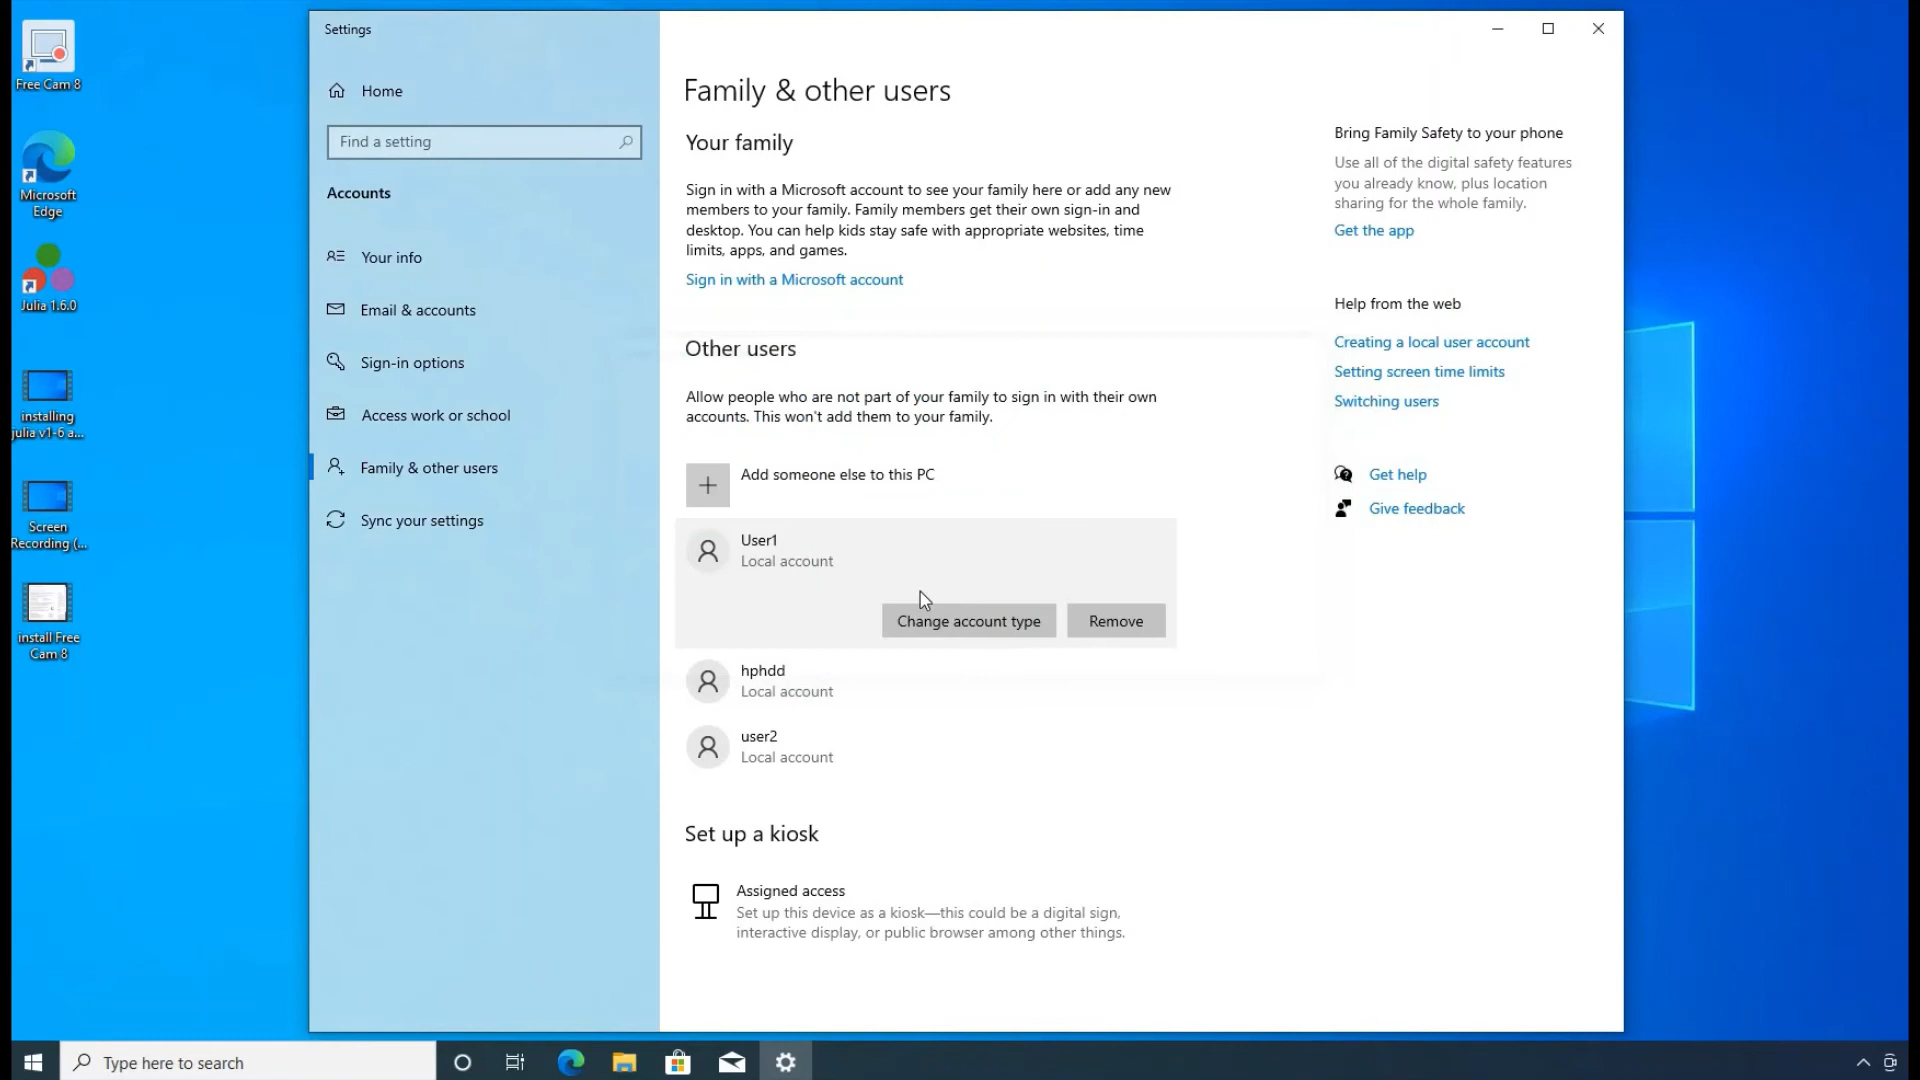 Free Cam 8
Microsoft
Edge
Julia 1.6.0
installing
julia v1-6 a...
Screen
Recording (...
install Free
Cam 8
Settings
Home
Find a setting
Accounts
Your info
Email & accounts
Sign-in options
Access work or school
Family & other users
Sync your settings
Family & other users
Your family
Sign in with a Microsoft account to see your family here or add any new
members to your family. Family members get their own sign-in and
desktop. You can help kids stay safe with appropriate websites, time
limits, apps, and games.
Sign in with a Microsoft account
Other users
Allow people who are not part of your family to sign in with their own
accounts. This won't add them to your family.
Add someone else to this PC
User1
Local account
Change account type
Remove
hphdd
Local account
user2
Local account
Set up a kiosk
Assigned access
Set up this device as a kiosk—this could be a digital sign,
interactive display, or public browser among other things.
Bring Family Safety to your phone
Use all of the digital safety features
you already know, plus location
sharing for the whole family.
Get the app
Help from the web
Creating a local user account
Setting screen time limits
Switching users
Get help
Give feedback
Type here to search